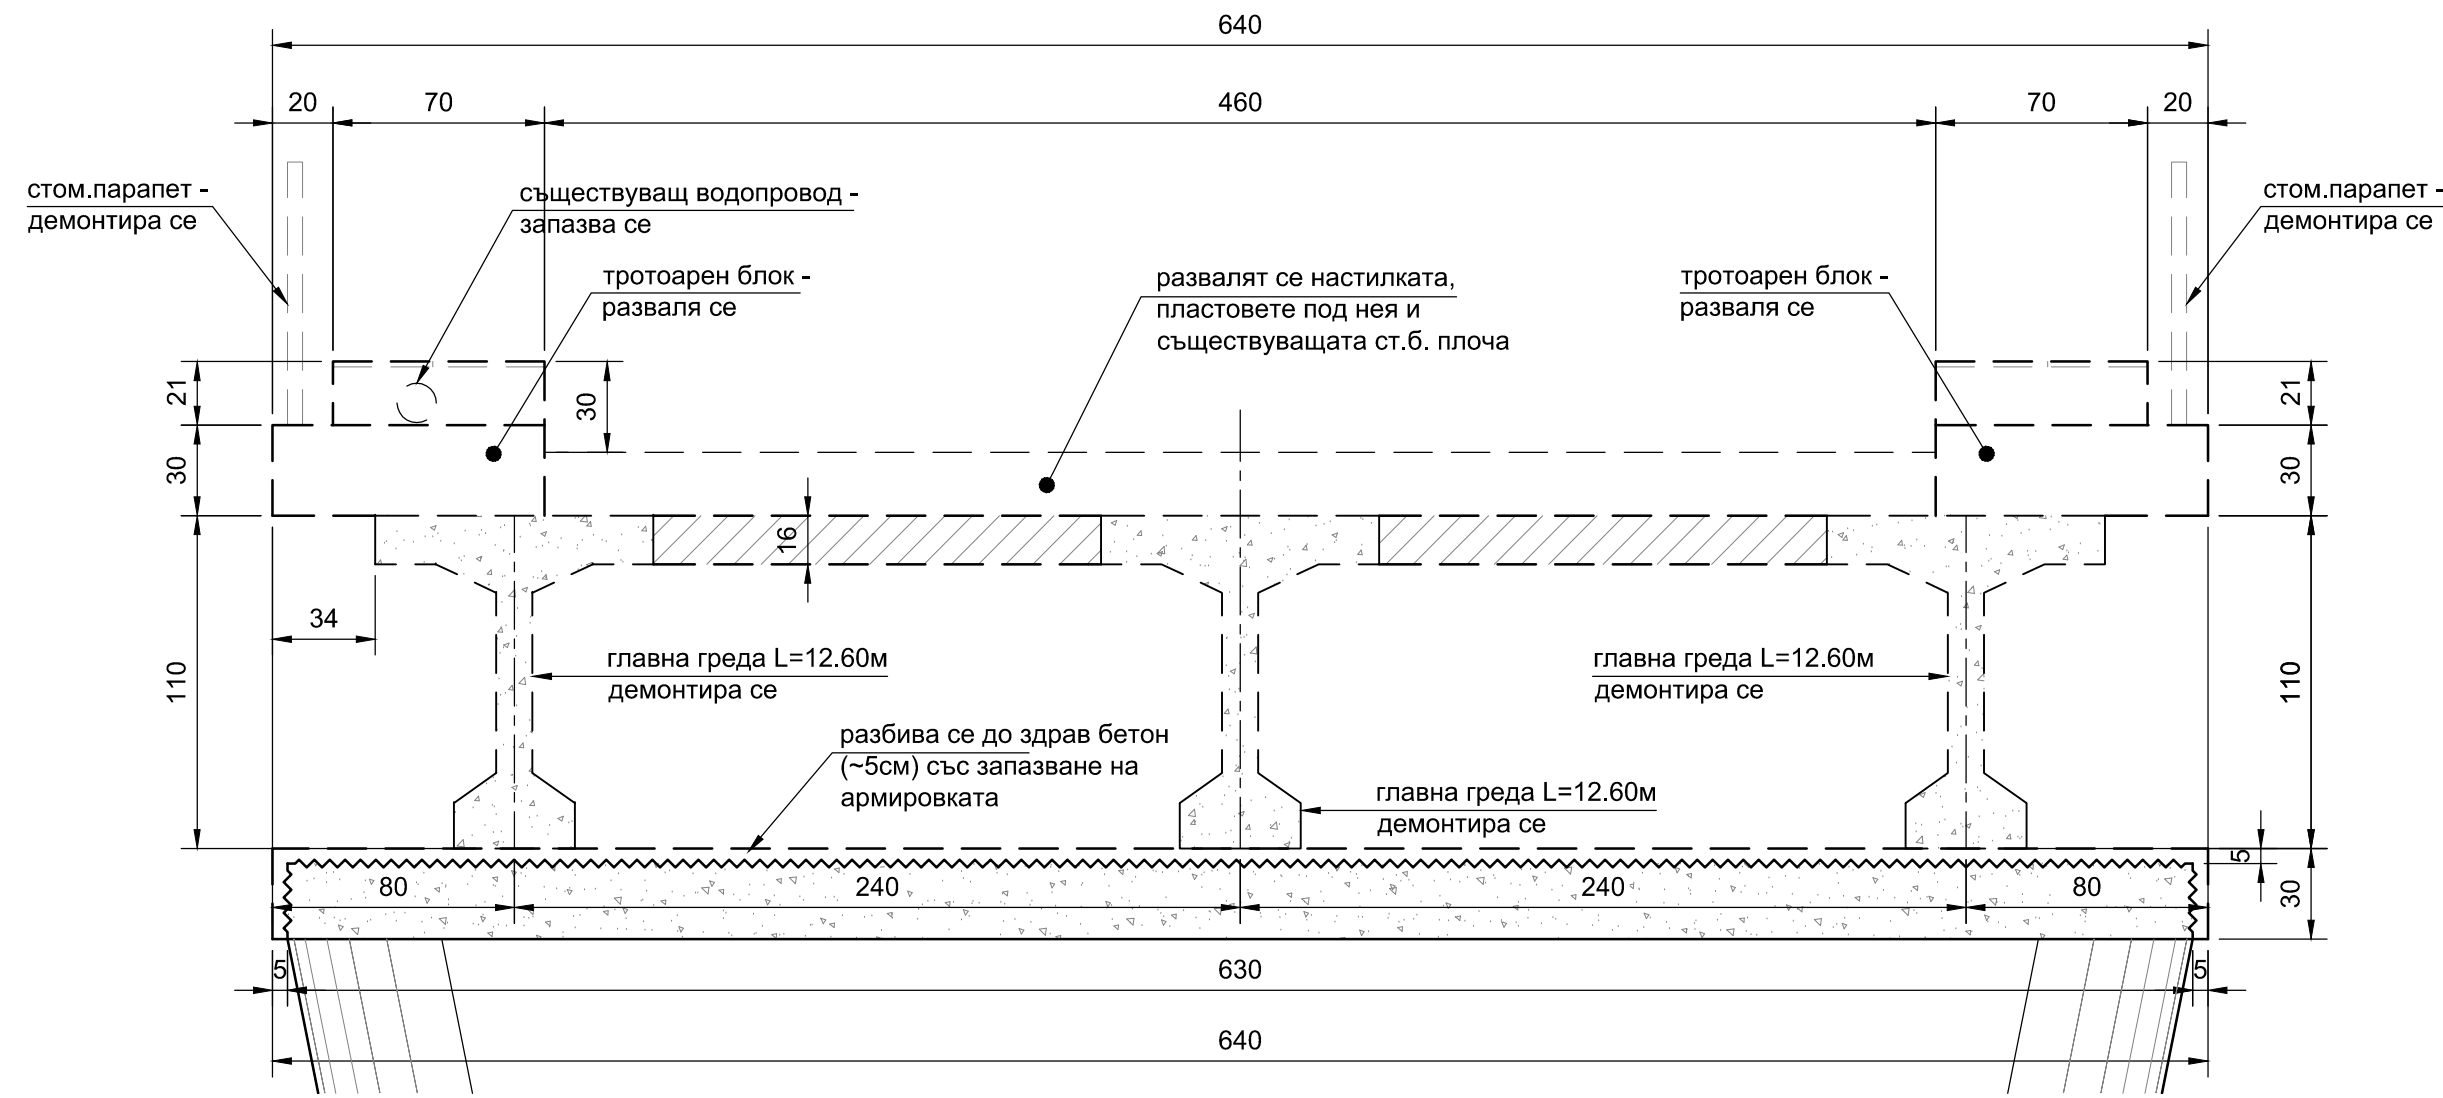 640
20
70
460
70
20
стом.парапет -
демонтира се
съществуващ водопровод -
запазва се
стом.парапет -
демонтира се
тротоарен блок -
разваля се
развалят се настилката,
пластовете под нея и
съществуващата ст.б. плоча
тротоарен блок -
разваля се
21
30
21
30
30
16
34
110
110
главна греда L=12.60м
демонтира се
главна греда L=12.60м
демонтира се
разбива се до здрав бетон
(~5см) със запазване на
армировката
главна греда L=12.60м
демонтира се
5
80
240
240
80
30
5
630
5
640